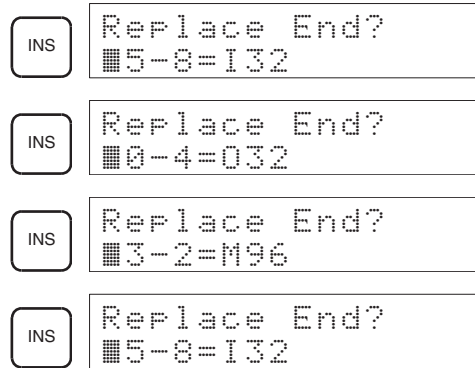 INS
Replace End?
▓5-8=I32
INS
Replace End?
▓0-4=O32
INS
Replace End?
▓3-2=M96
INS
Replace End?
▓5-8=I32